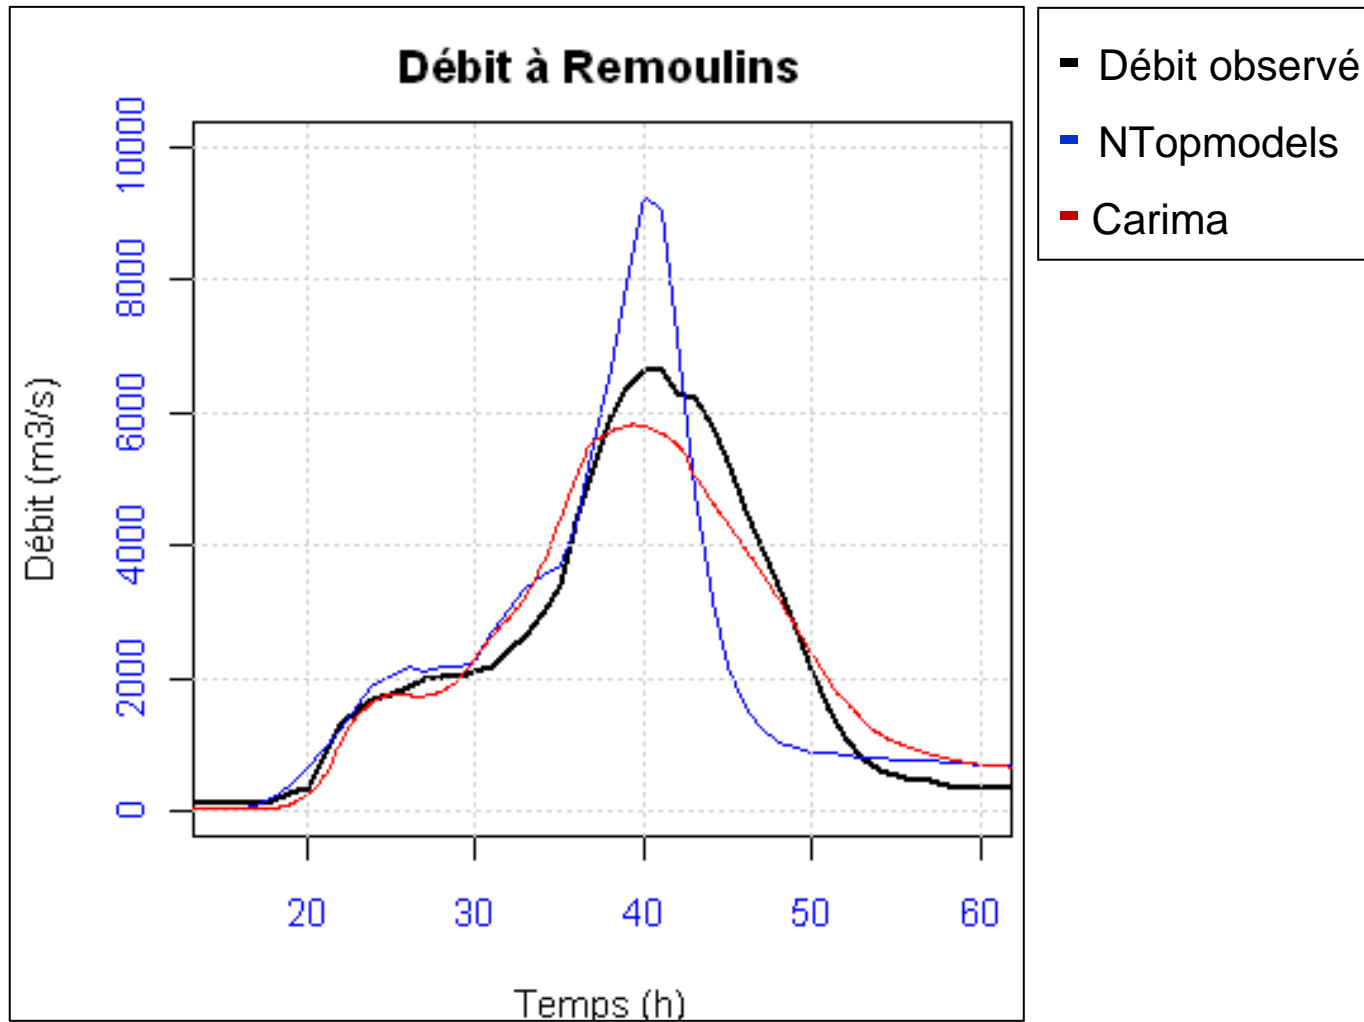 Débit à Remoulins
Débit observé
NTopmodels
Carima
Débit (m3/s)
10000
8000
6000
4000
2000
0
20 30 40 50 60
Temps (h)